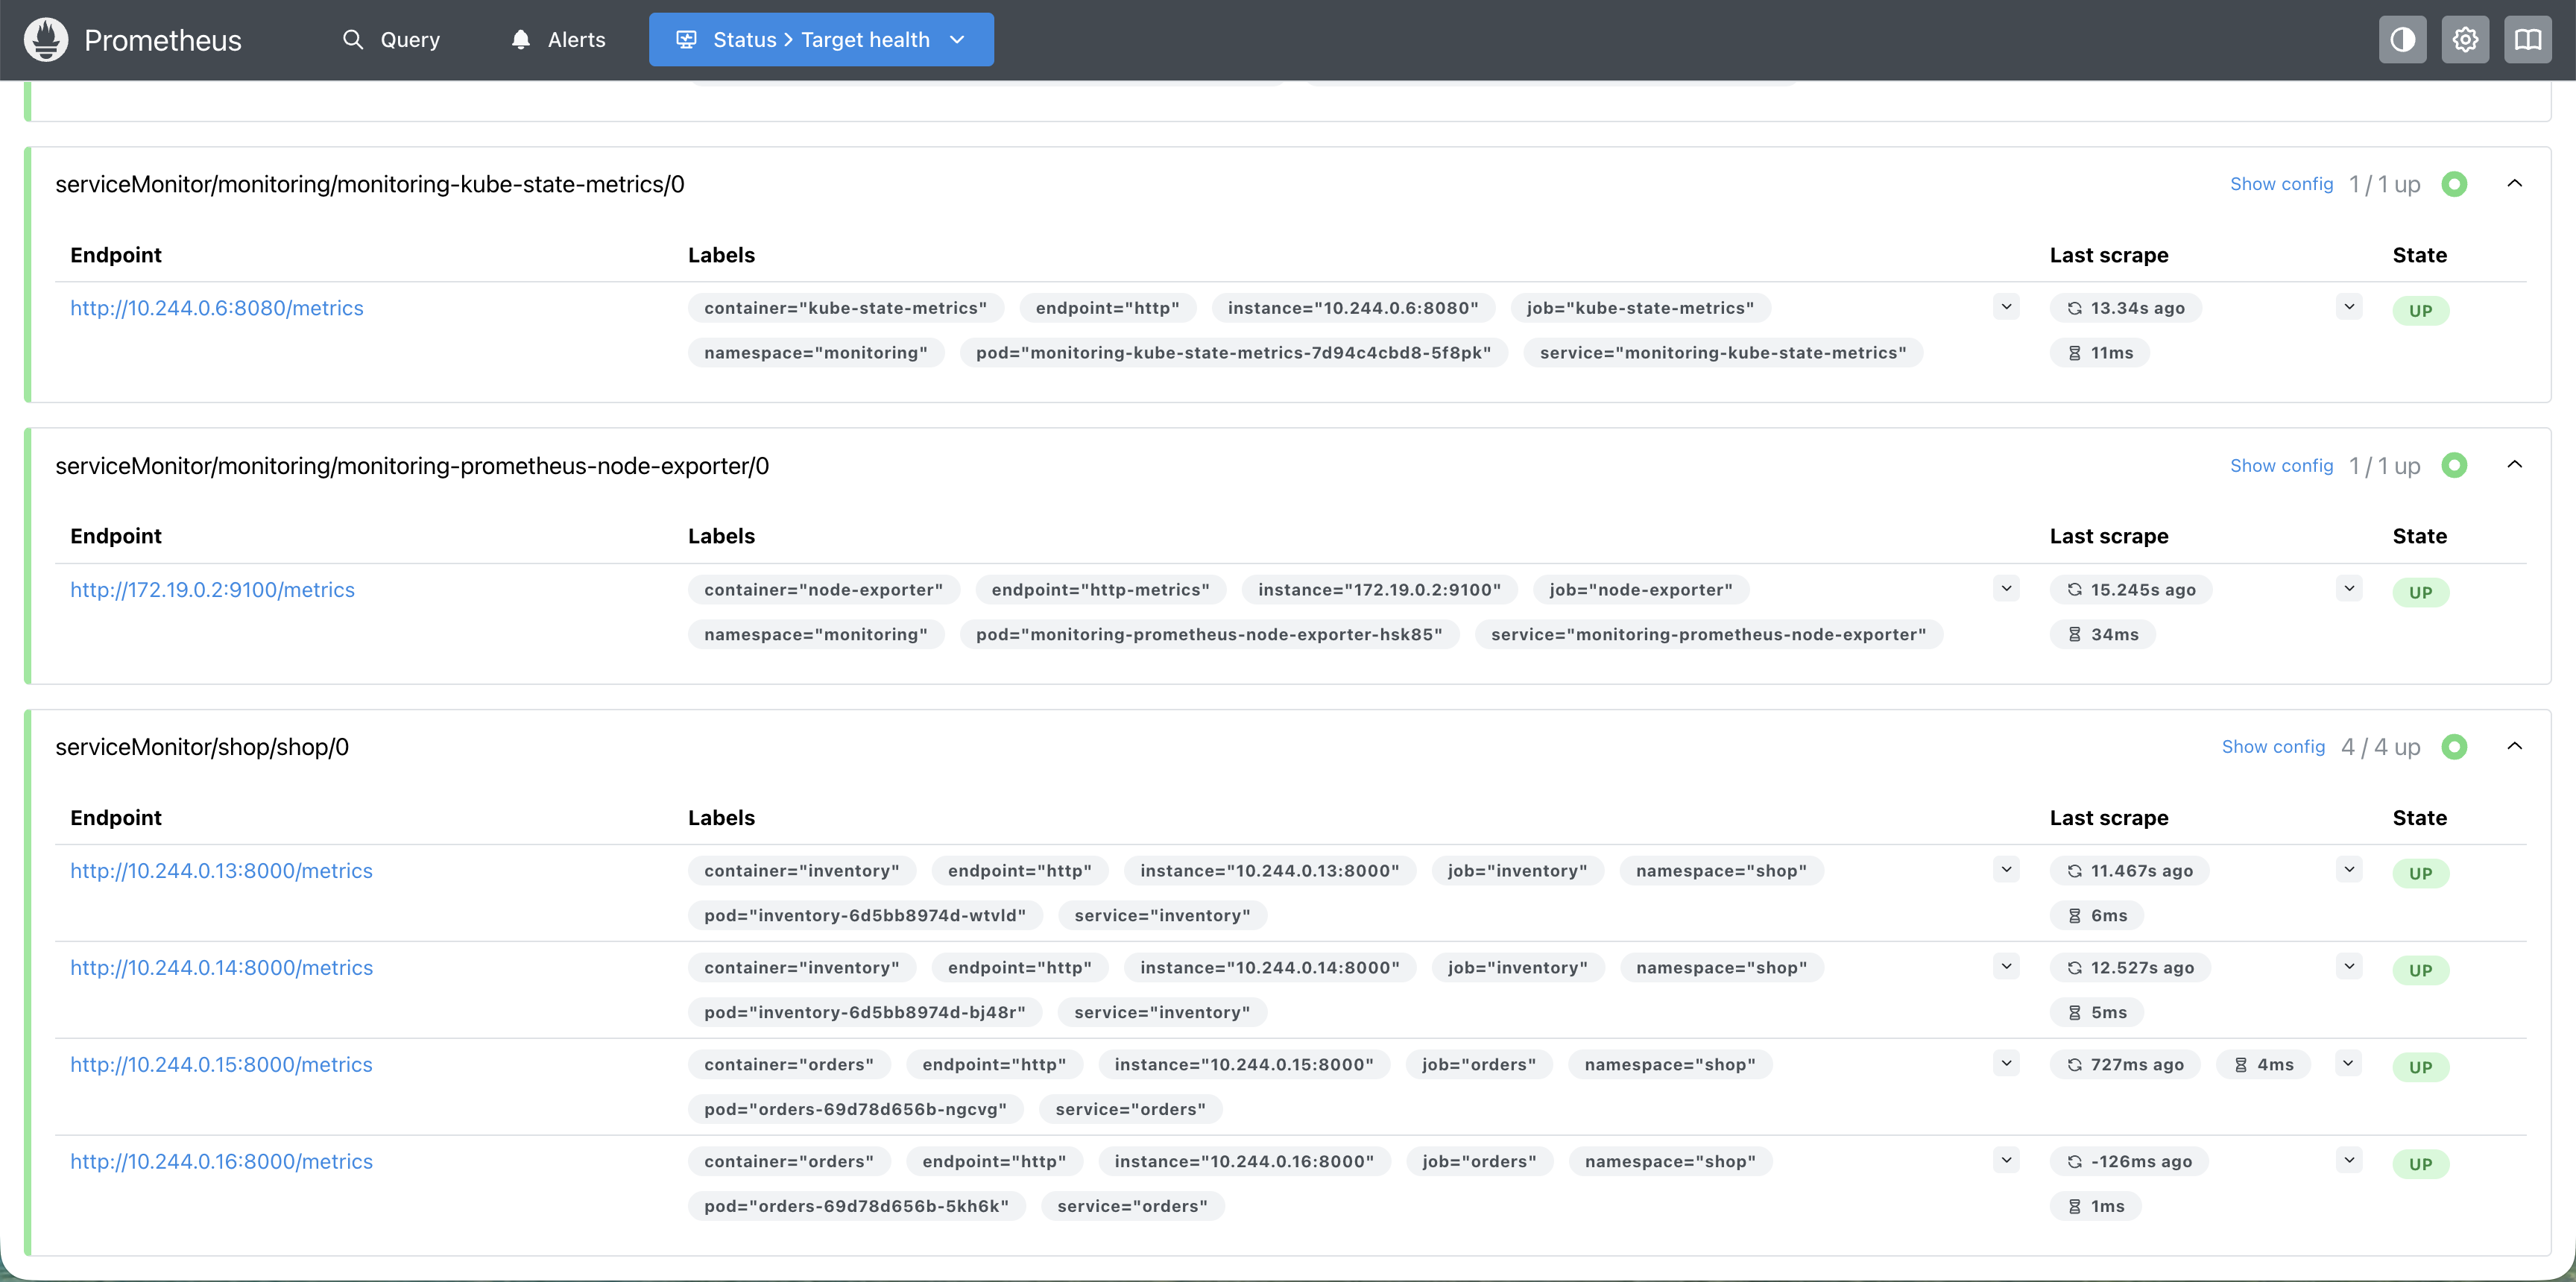 Prometheus Query Alerts Status > Target health
serviceMonitor/monitoring/monitoring-kube-state-metrics/0 Show config 1 / 1 up
Endpoint Labels Last scrape State
http://10.244.0.6:8080/metrics container="kube-state-metrics" endpoint="http" instance="10.244.0.6:8080" job="kube-state-metrics" 13.34s ago UP
namespace="monitoring" pod="monitoring-kube-state-metrics-7d94c4cbd8-5f8pk" service="monitoring-kube-state-metrics" 11ms
serviceMonitor/monitoring/monitoring-prometheus-node-exporter/0 Show config 1 / 1 up
Endpoint Labels Last scrape State
http://172.19.0.2:9100/metrics container="node-exporter" endpoint="http-metrics" instance="172.19.0.2:9100" job="node-exporter" 15.245s ago UP
namespace="monitoring" pod="monitoring-prometheus-node-exporter-hsk85" service="monitoring-prometheus-node-exporter" 34ms
serviceMonitor/shop/shop/0 Show config 4 / 4 up
Endpoint Labels Last scrape State
http://10.244.0.13:8000/metrics container="inventory" endpoint="http" instance="10.244.0.13:8000" job="inventory" namespace="shop" 11.467s ago UP
pod="inventory-6d5bb8974d-wtvld" service="inventory" 6ms
http://10.244.0.14:8000/metrics container="inventory" endpoint="http" instance="10.244.0.14:8000" job="inventory" namespace="shop" 12.527s ago UP
pod="inventory-6d5bb8974d-bj48r" service="inventory" 5ms
http://10.244.0.15:8000/metrics container="orders" endpoint="http" instance="10.244.0.15:8000" job="orders" namespace="shop" 727ms ago 4ms UP
pod="orders-69d78d656b-ngcvg" service="orders"
http://10.244.0.16:8000/metrics container="orders" endpoint="http" instance="10.244.0.16:8000" job="orders" namespace="shop" -126ms ago UP
pod="orders-69d78d656b-5kh6k" service="orders" 1ms